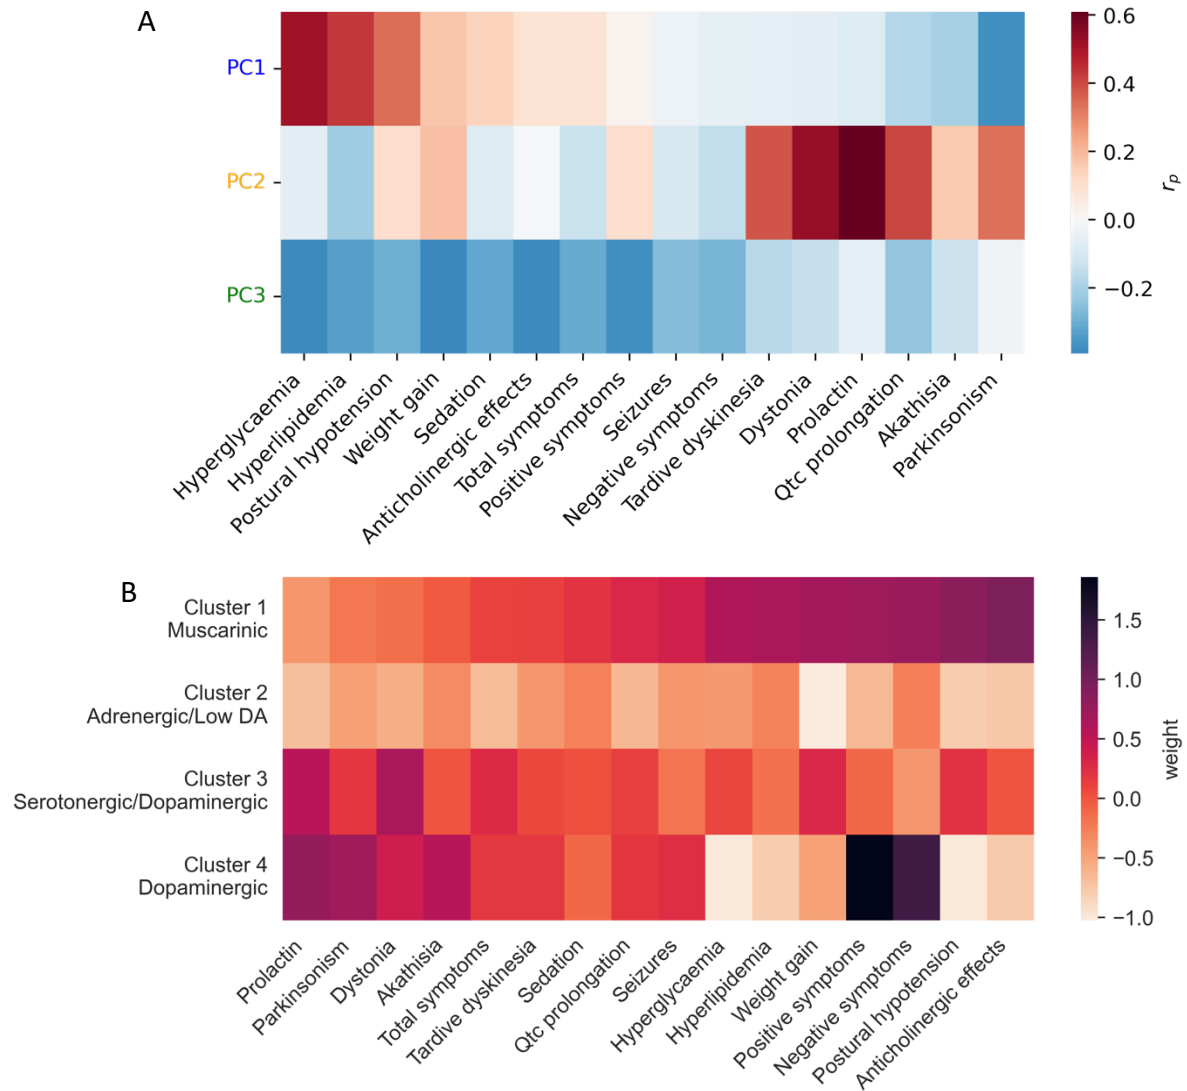 A
PC1
PC2
PC3
0.6
0.4
0.2
0.0
−0.2
rp
Hyperglycaemia
Hyperlipidemia
Postural hypotension
Weight gain
Sedation
Anticholinergic effects
Total symptoms
Positive symptoms
Seizures
Negative symptoms
Tardive dyskinesia
Dystonia
Prolactin
Qtc prolongation
Akathisia
Parkinsonism
B
Cluster 1
Muscarinic
Cluster 2
Adrenergic/Low DA
Cluster 3
Serotonergic/Dopaminergic
Cluster 4
Dopaminergic
1.5
1.0
0.5
0.0
−0.5
−1.0
weight
Prolactin
Parkinsonism
Dystonia
Akathisia
Total symptoms
Tardive dyskinesia
Sedation
Qtc prolongation
Seizures
Hyperglycaemia
Hyperlipidemia
Weight gain
Positive symptoms
Negative symptoms
Postural hypotension
Anticholinergic effects